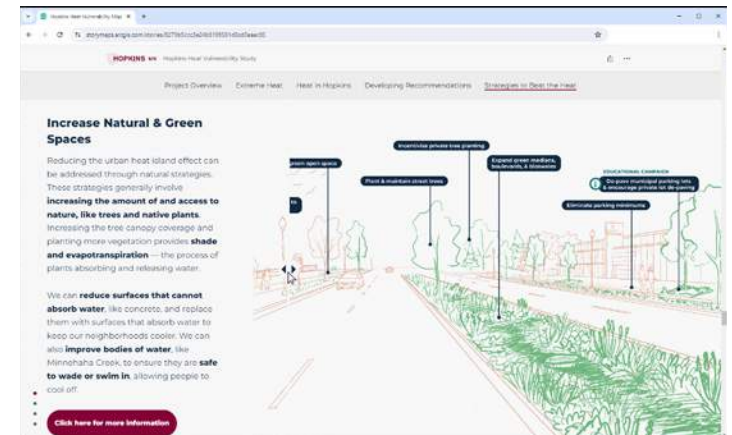 Hopkins Heat Vulnerability Map
HOPKINS
Hopkins Heat Vulnerability Study
Project Overview
Extreme Heat
Heat in Hopkins
Developing Recommendations
Strategies to Beat the Heat
Increase Natural & Green
Spaces
Reducing the urban heat island effect can
be addressed through natural strategies.
These strategies generally involve
increasing the amount of and access to
nature, like trees and native plants.
Increasing the tree canopy coverage and
planting more vegetation provides shade
and evapotranspiration — the process of
plants absorbing and releasing water.
We can reduce surfaces that cannot
absorb water, like concrete, and replace
them with surfaces that absorb water to
keep our neighborhoods cooler. We can
also improve bodies of water, like
Minnehaha Creek, to ensure they are safe
to wade or swim in, allowing people to
cool off.
Click here for more information
Incentivize private tree planting
open space
Plant & maintain street trees
Expand green medians,
boulevards, & bioswales
EDUCATIONAL CAMPAIGN
De-pave municipal parking lots
& encourage private lot de-paving
Eliminate parking minimums
to